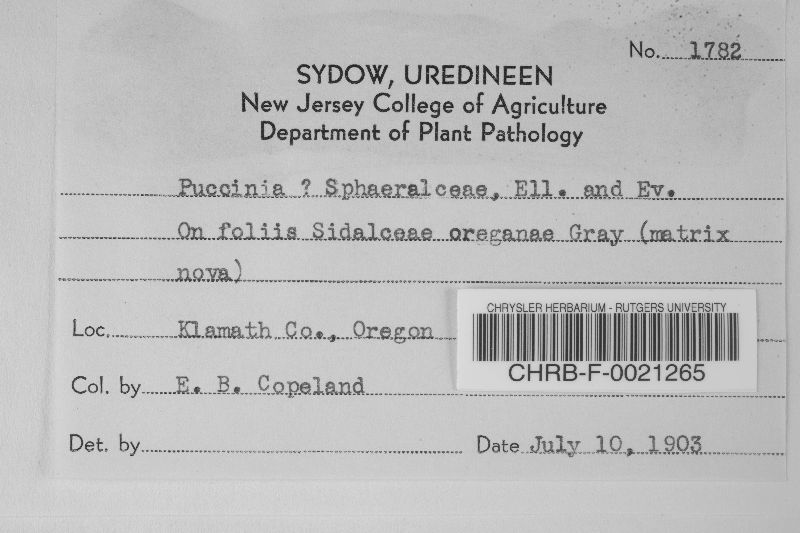 No. 1782
SYDOW, UREDINEEN
New Jersey College of Agriculture
Department of Plant Pathology
Puccinia ? Sphaeralceae, Ell. and Ev.
On foliis Sidalceae oreganae Gray (matrix
nova)
Loc. Klamath Co., Oregon
CHRYSLER HERBARIUM - RUTGERS UNIVERSITY
CHRB-F-0021265
Col. by E. B. Copeland
Det. by
Date July 10, 1903